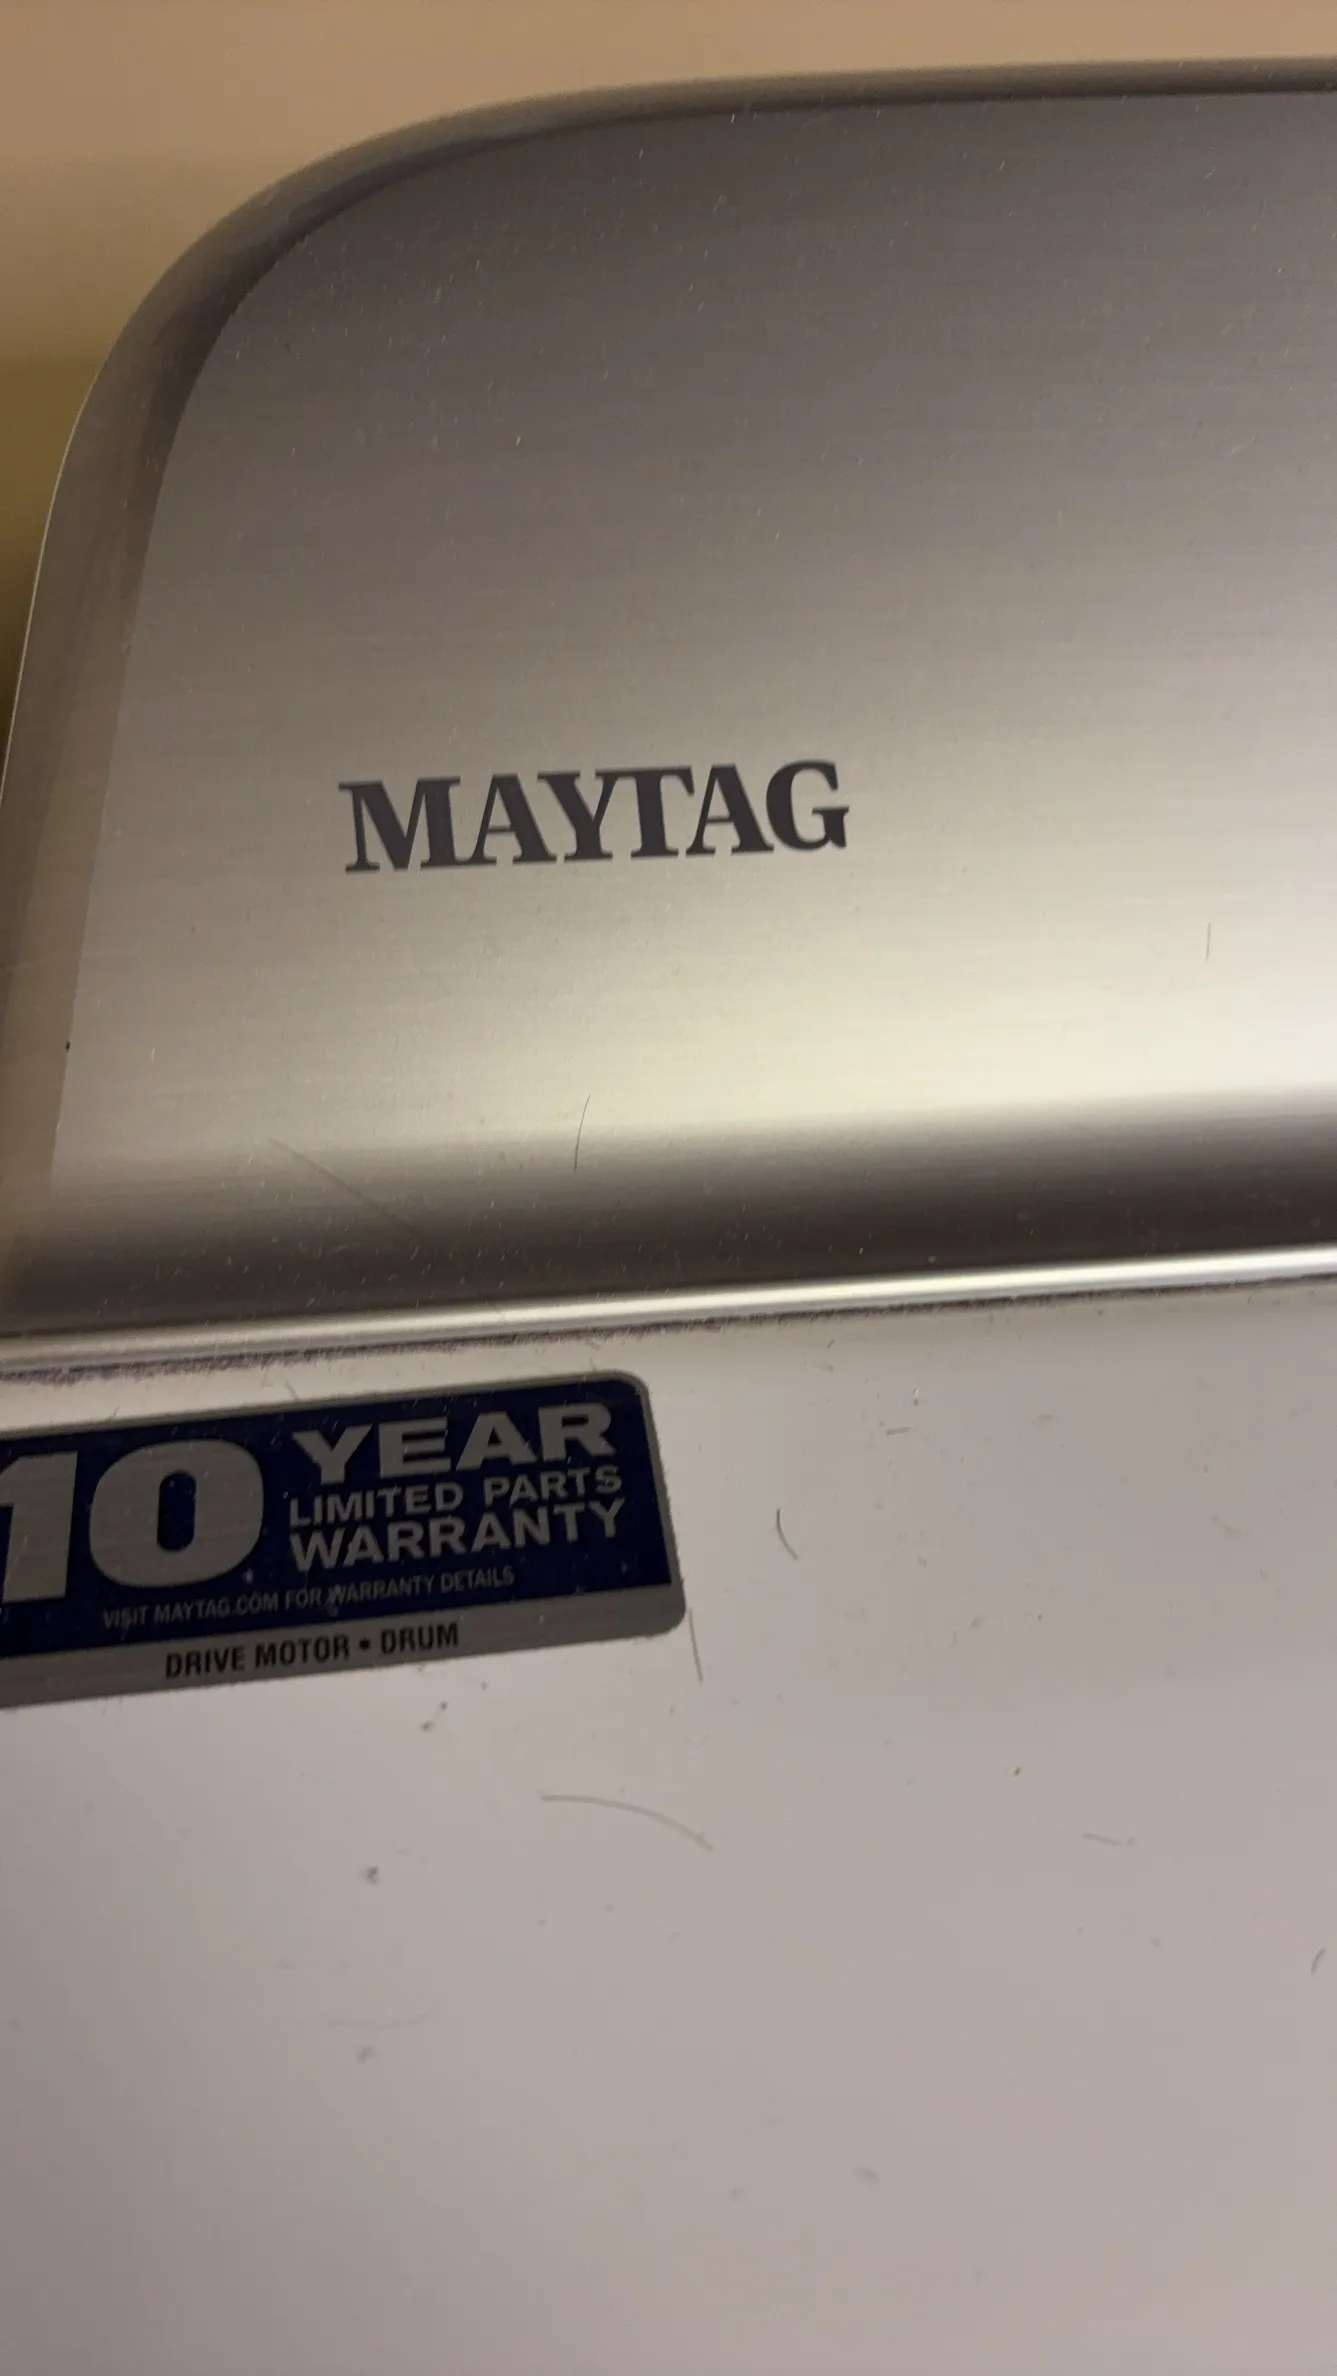 MAYTAG
10 YEAR
LIMITED PARTS
WARRANTY
VISIT MAYTAG.COM FOR WARRANTY DETAILS
DRIVE MOTOR • DRUM